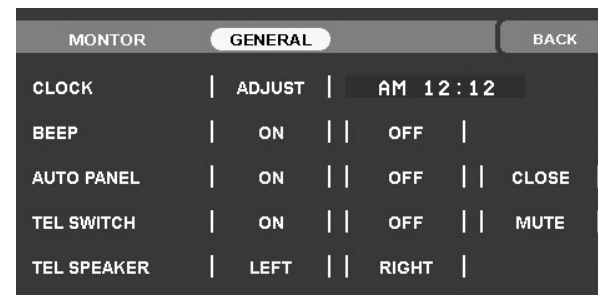 MONTOR GENERAL BACK
CLOCK ADJUST AM 12:12
BEEP ON OFF
AUTO PANEL ON OFF CLOSE
TEL SWITCH ON OFF MUTE
TEL SPEAKER LEFT RIGHT